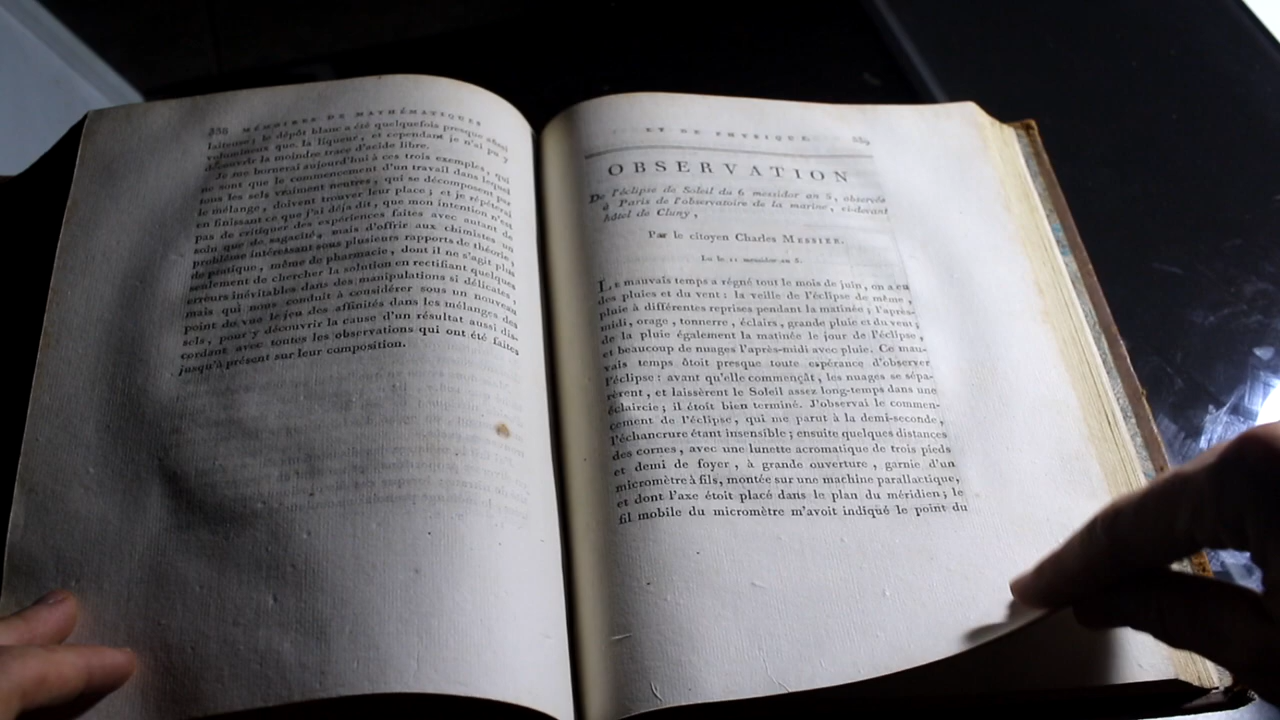 358 MÉMOIRES DE MATHÉMATIQUES
laiteuse; le dépôt blanc a été quelquefois presque aussi
volumineux que la liqueur, et cependant je n'ai pu y
découvrir la moindre trace d'acide libre.
Je me bornerai aujourd'hui à ces trois exemples, qui
ne sont que le commencement d'un travail dans lequel
tous les sels vraiment neutres, qui se décomposent par
le mélange, doivent trouver leur place; et je répéterai
en finissant ce que j'ai déja dit, que mon intention n'est
pas de critiquer des expériences faites avec autant de
soin que de sagacité, mais d'offrir aux chimistes un
problême intéressant sous plusieurs rapports de théorie,
de pratique, même de pharmacie, dont il ne s'agit plus
seulement de chercher la solution en rectifiant quelques
erreurs inévitables dans des manipulations si délicates,
mais qui nous conduit à considérer sous un nouveau
point de vue le jeu des affinités dans les mélanges des
sels, pour y découvrir la cause d'un résultat aussi dis-
cordant avec toutes les observations qui ont été faites
jusqu'à présent sur leur composition.
ET DE PHYSIQUE. 359
OBSERVATION
De l'éclipse de Soleil du 6 messidor an 5, observée
à Paris de l'observatoire de la marine, ci-devant
hôtel de Cluny,
Par le citoyen Charles MESSIER.
Lu le 11 messidor an 5.
LE mauvais temps a régné tout le mois de juin, on a eu
des pluies et du vent: la veille de l'éclipse de même,
pluie à différentes reprises pendant la matinée; l'après-
midi, orage, tonnerre, éclairs, grande pluie et du vent;
de la pluie également la matinée le jour de l'éclipse,
et beaucoup de nuages l'après-midi avec pluie. Ce mau-
vais temps ôtoit presque toute espérance d'observer
l'éclipse: avant qu'elle commençât, les nuages se sépa-
rèrent, et laissèrent le Soleil assez long-temps dans une
éclaircie; il étoit bien terminé. J'observai le commen-
cement de l'éclipse, qui me parut à la demi-seconde,
l'échancrure étant insensible; ensuite quelques distances
des cornes, avec une lunette acromatique de trois pieds
et demi de foyer, à grande ouverture, garnie d'un
micromètre à fils, montée sur une machine parallactique,
et dont l'axe étoit placé dans le plan du méridien; le
fil mobile du micromètre m'avoit indiqué le point du